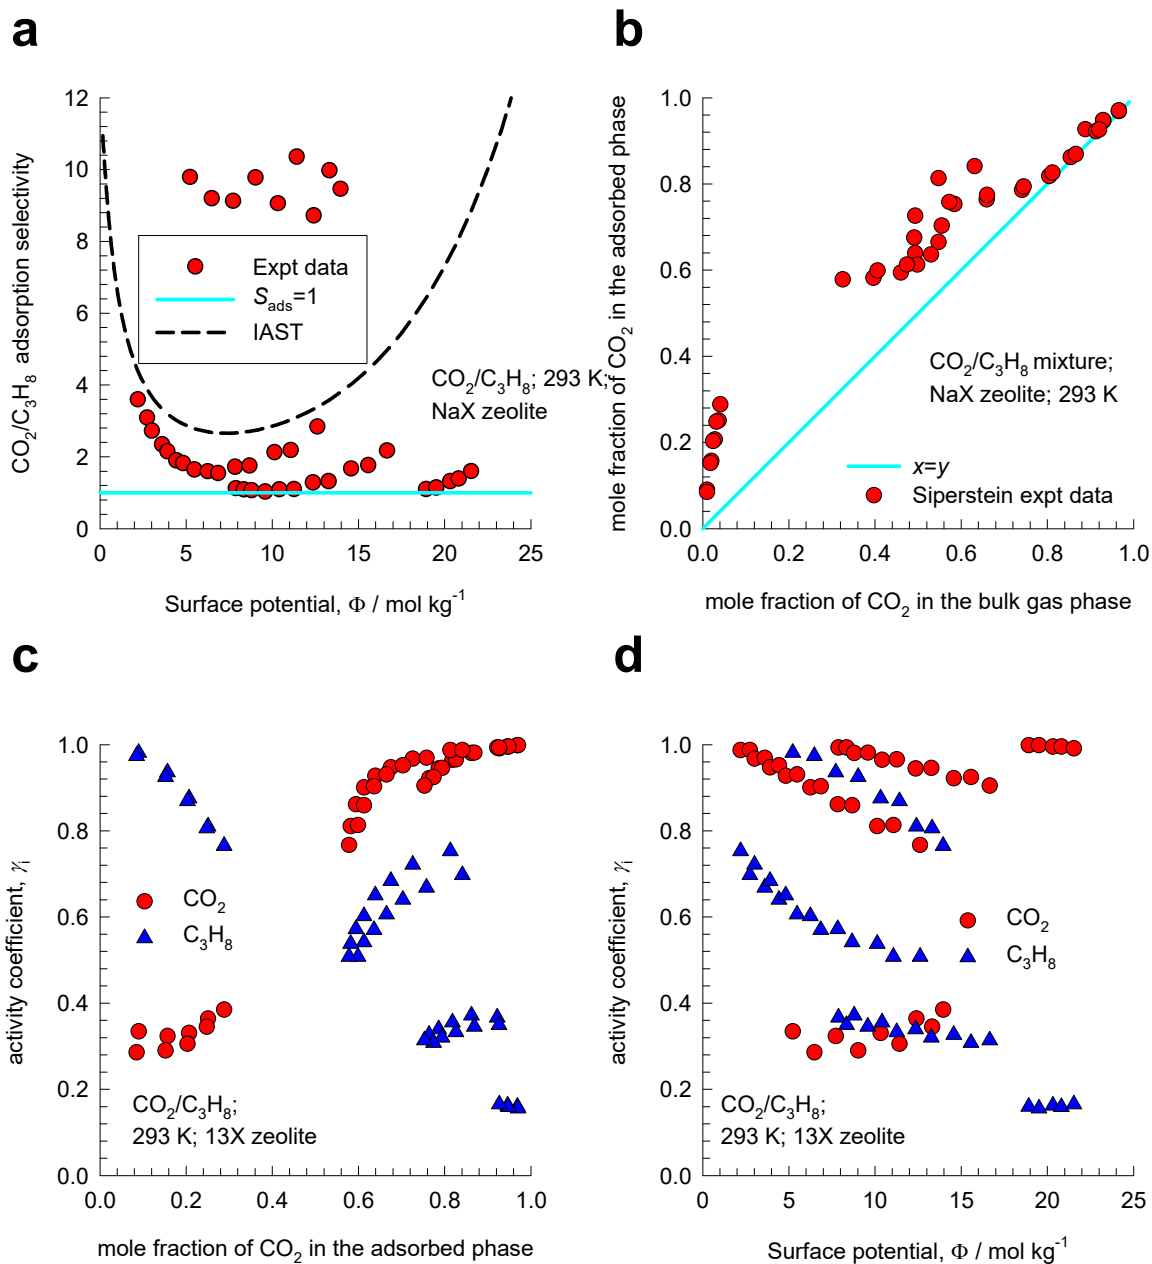 a
12
10
8
6
4
2
0
0 5 10 15 20 25
CO2/C3H8 adsorption selectivity
Surface potential, Φ / mol kg-1
Expt data
Sads=1
IAST
CO2/C3H8; 293 K;
NaX zeolite
b
1.0
0.8
0.6
0.4
0.2
0.0
0.0 0.2 0.4 0.6 0.8 1.0
mole fraction of CO2 in the adsorbed phase
mole fraction of CO2 in the bulk gas phase
CO2/C3H8 mixture;
NaX zeolite; 293 K
x=y
Siperstein expt data
c
1.0
0.8
0.6
0.4
0.2
0.0
0.0 0.2 0.4 0.6 0.8 1.0
activity coefficient, γi
mole fraction of CO2 in the adsorbed phase
CO2
C3H8
CO2/C3H8;
293 K; 13X zeolite
d
1.0
0.8
0.6
0.4
0.2
0.0
0 5 10 15 20 25
activity coefficient, γi
Surface potential, Φ / mol kg-1
CO2
C3H8
CO2/C3H8;
293 K; 13X zeolite